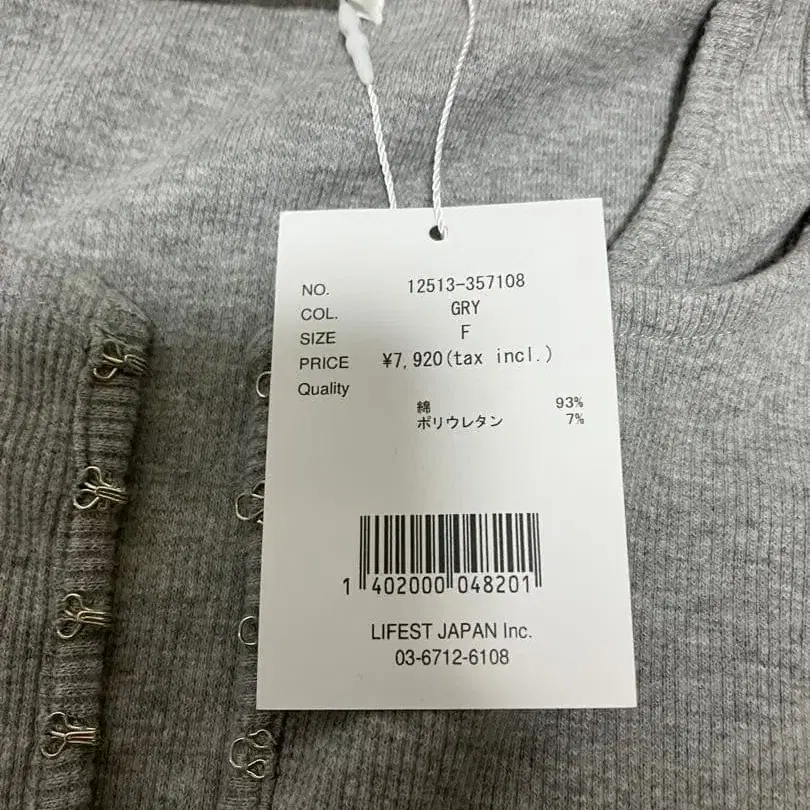 NO. 12513-357108
COL. GRY
SIZE F
PRICE ¥7,920(tax incl.)
Quality
綿 93%
ポリウレタン 7%
1 402000 048201
LIFEST JAPAN Inc.
03-6712-6108